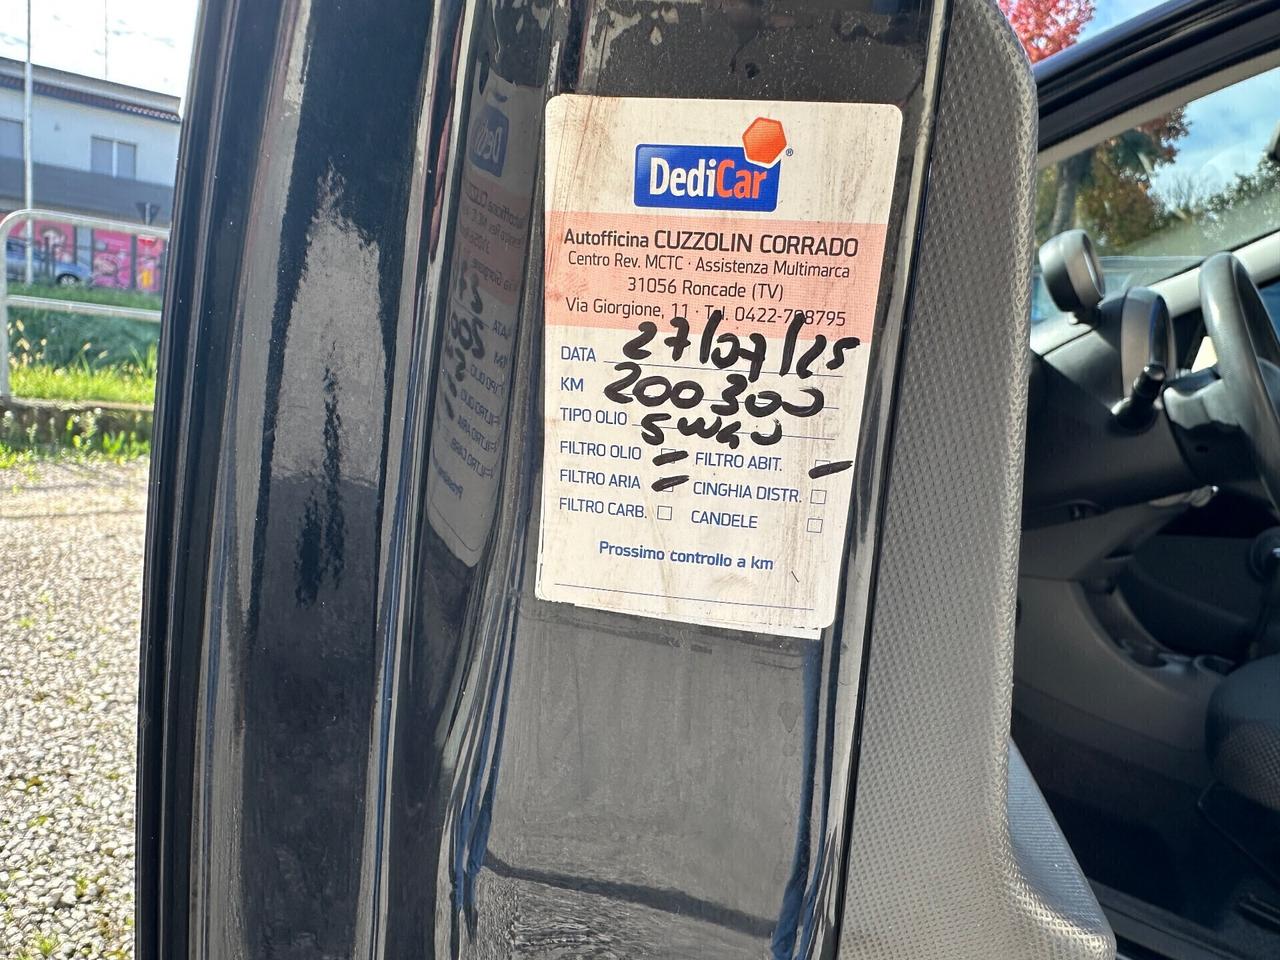 DediCar®
Autofficina CUZZOLIN CORRADO
Centro Rev. MCTC · Assistenza Multimarca
31056 Roncade (TV)
Via Giorgione, 11 · Tel. 0422-798795
DATA 27/07/25
KM 200300
TIPO OLIO 5W40
FILTRO OLIO FILTRO ABIT.
FILTRO ARIA CINGHIA DISTR.
FILTRO CARB. CANDELE
Prossimo controllo a km